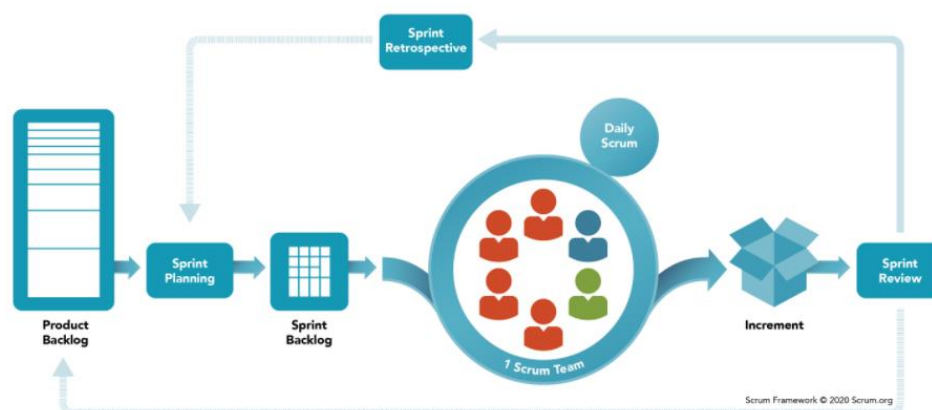 Sprint
Retrospective
Daily
Scrum
Sprint
Planning
Sprint
Review
Product
Backlog
Sprint
Backlog
1 Scrum Team
Increment
Scrum Framework © 2020 Scrum.org